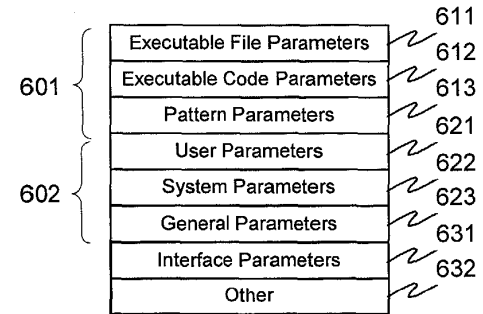 611
Executable File Parameters
612
601
Executable Code Parameters
613
Pattern Parameters
621
User Parameters
622
602
System Parameters
623
General Parameters
631
Interface Parameters
632
Other